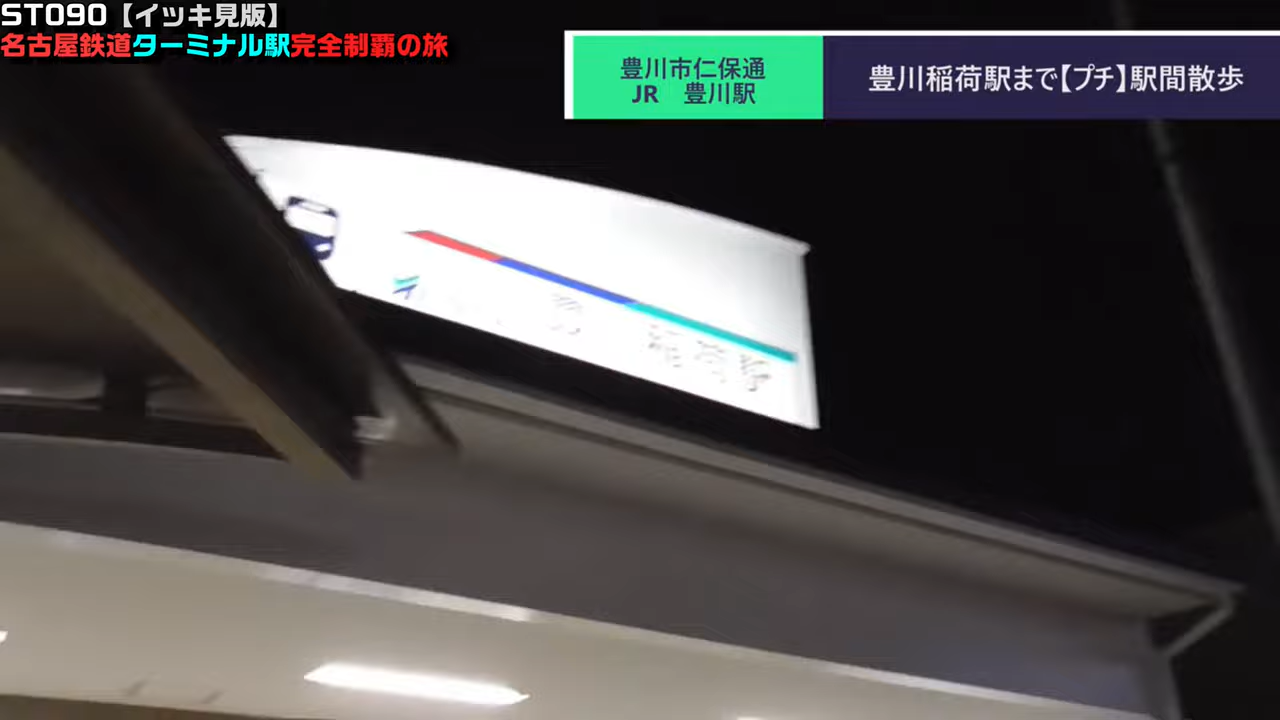 ST090【イッキ見版】
名古屋鉄道ターミナル駅完全制覇の旅
豊川市仁保通
JR 豊川駅
豊川稲荷駅まで【プチ】駅間散歩